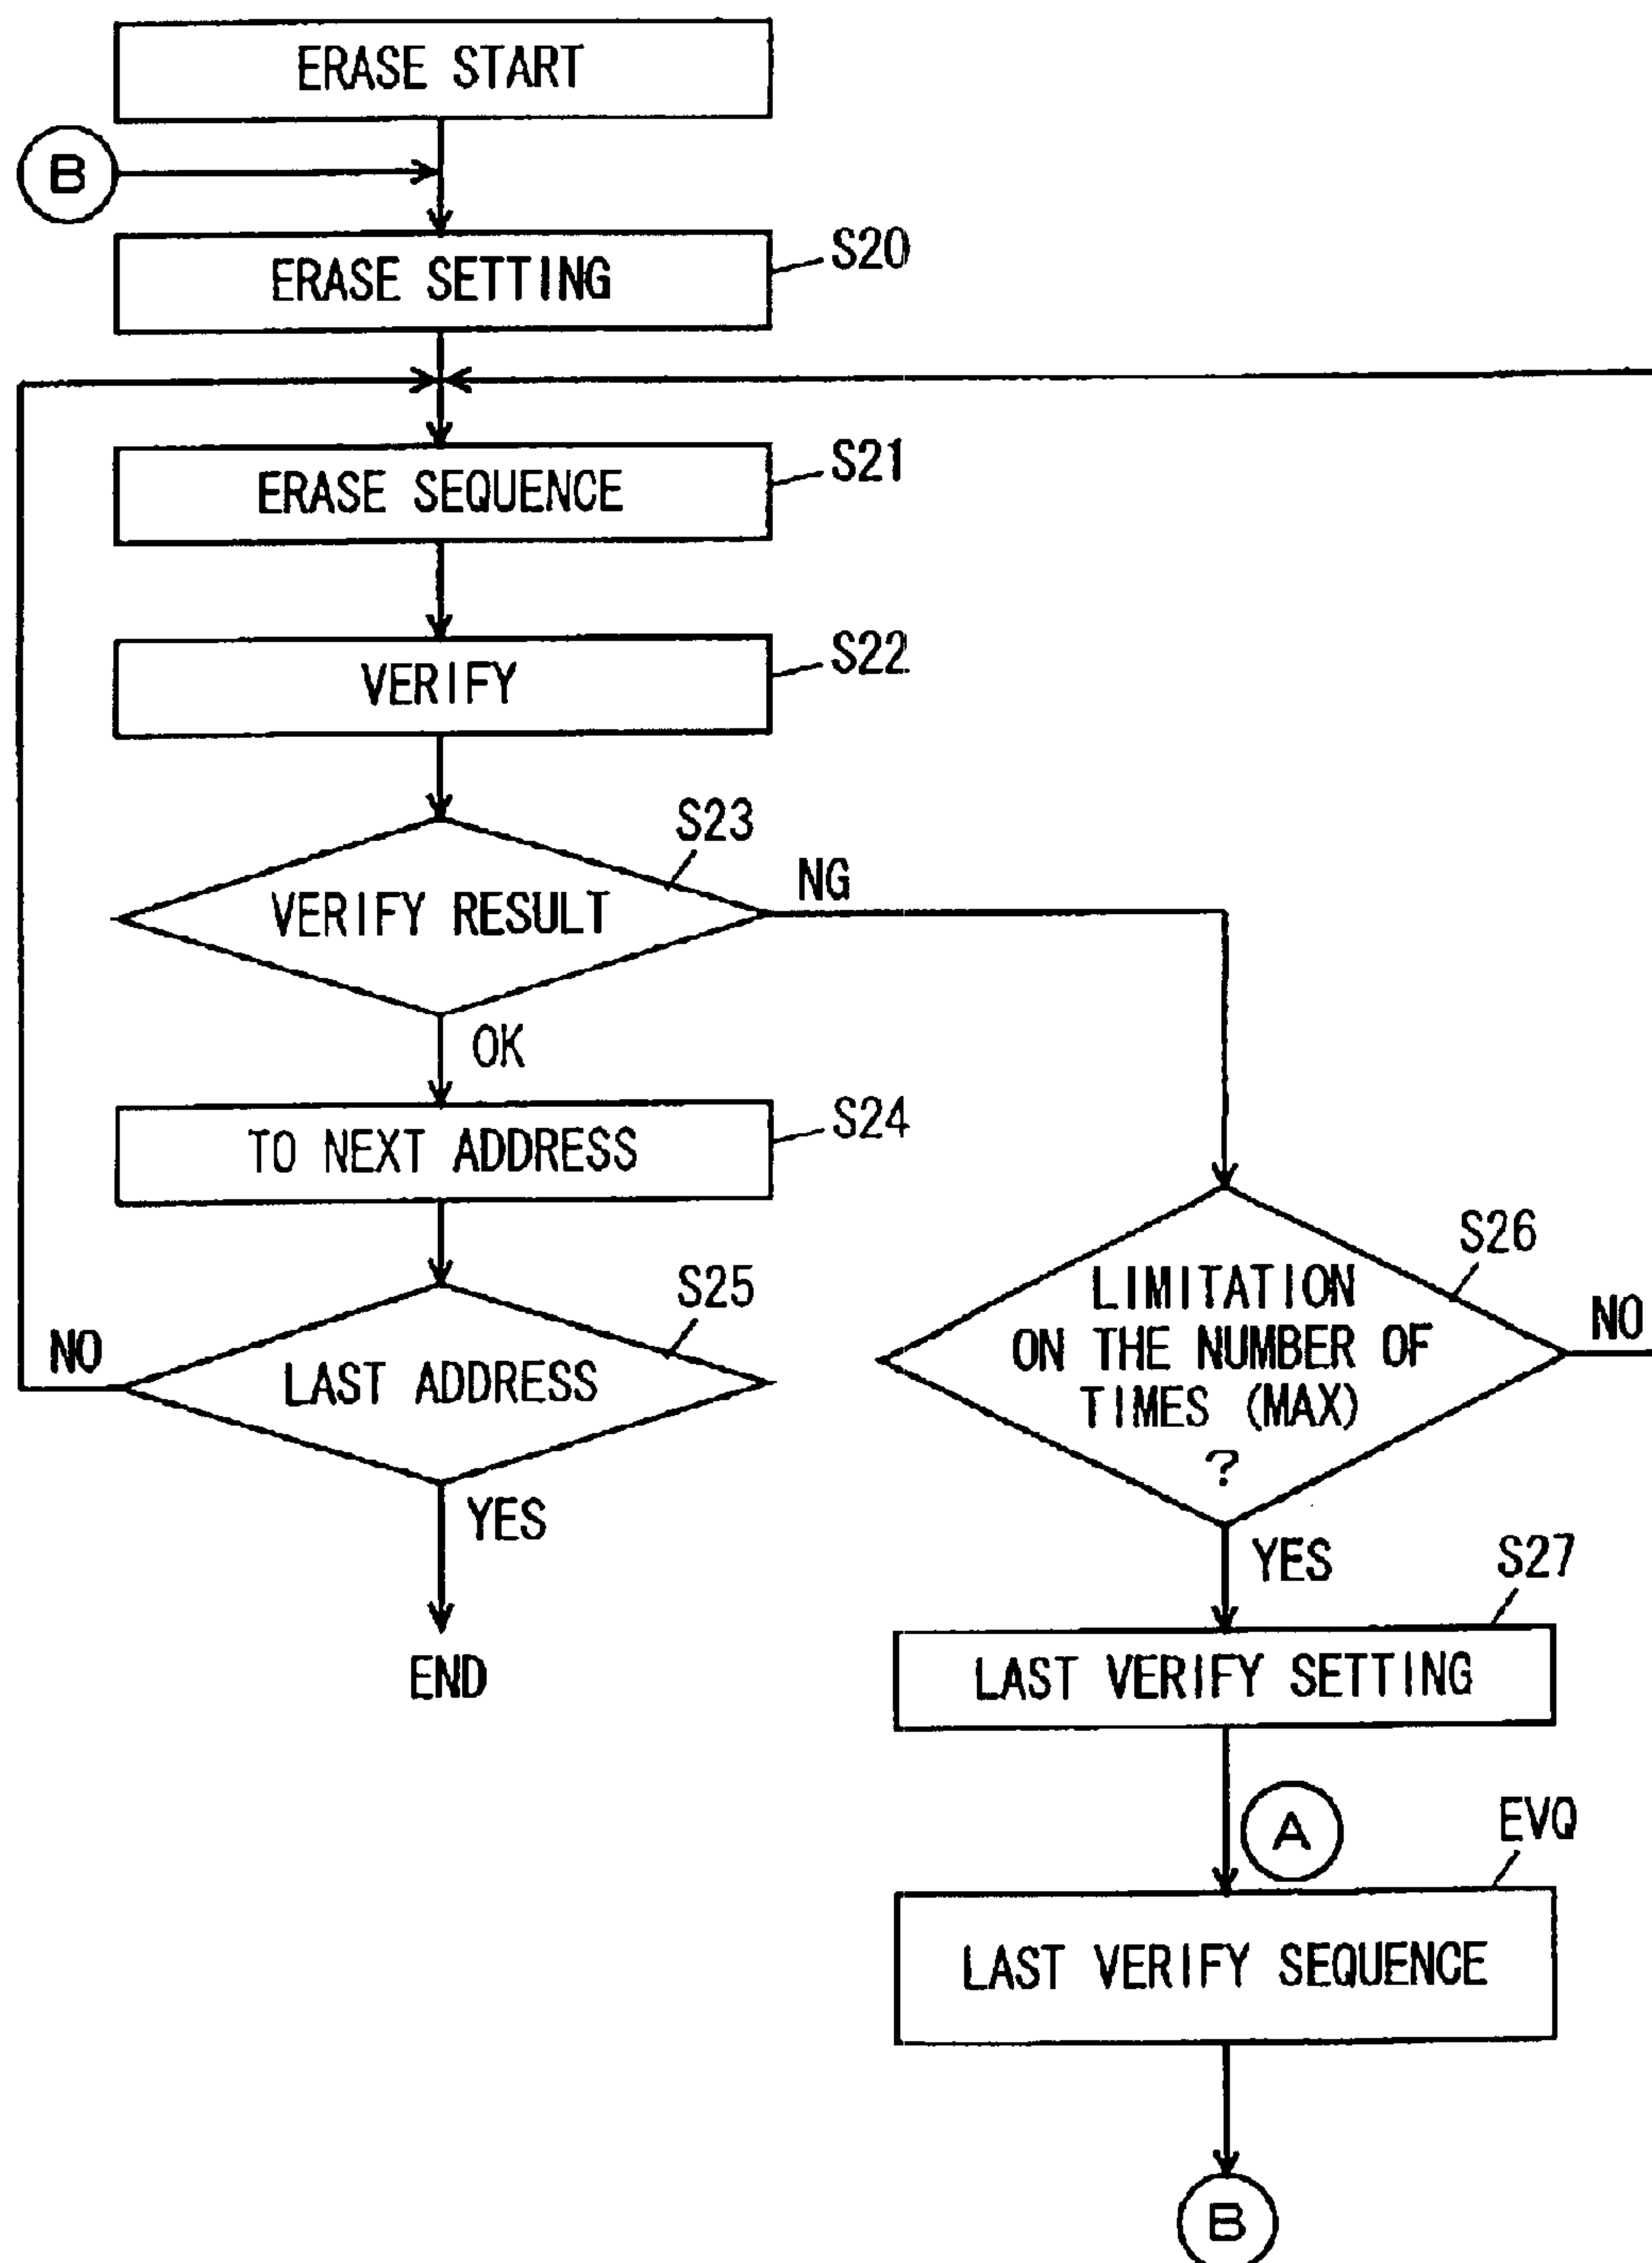 ERASE START
B
ERASE SETTING
S20
ERASE SEQUENCE
S21
VERIFY
S22
S23
VERIFY RESULT
NG
OK
TO NEXT ADDRESS
S24
S25
LAST ADDRESS
NO
YES
END
S26
LIMITATION
ON THE NUMBER OF
TIMES (MAX)
?
NO
YES
S27
LAST VERIFY SETTING
A
EVQ
LAST VERIFY SEQUENCE
B